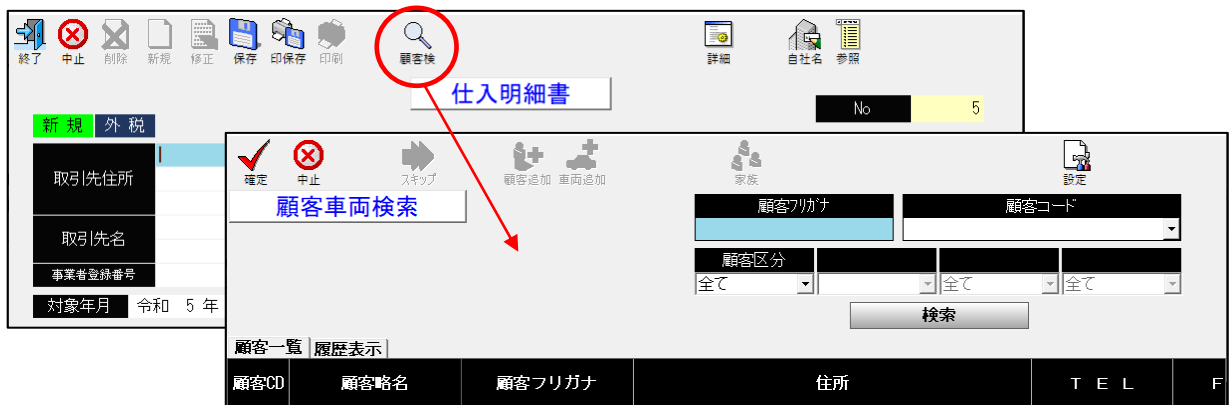 終了 中止 削除 新規 修正 保存 印保存 印刷 顧客検 詳細 自社名 参照
仕入明細書
No 5
新 規 外 税
取引先住所
取引先名
事業者登録番号
対象年月 令和 5 年
確定 中止 スキップ 顧客追加 車両追加 家族 設定
顧客車両検索
顧客フリガナ 顧客コード
顧客区分
全て 全て 全て
検索
顧客一覧 履歴表示
顧客CD 顧客略名 顧客フリガナ 住所 T E L F